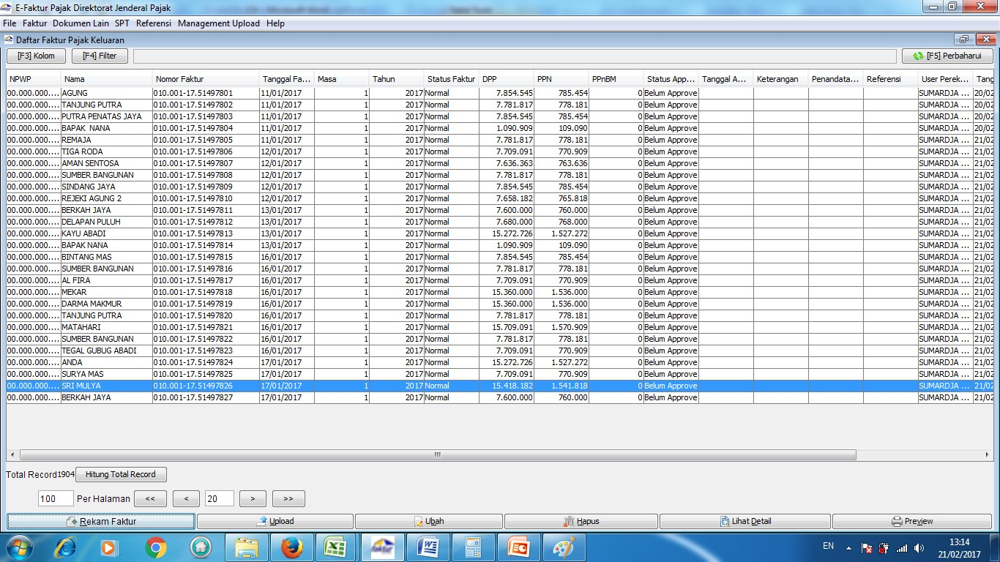 E-Faktur Pajak Direktorat Jenderal Pajak
File Faktur Dokumen Lain SPT Referensi Management Upload Help
Daftar Faktur Pajak Keluaran
[F3] Kolom [F4] Filter [F5] Perbaharui
NPWP Nama Nomor Faktur Tanggal Fa... Masa Tahun Status Faktur DPP PPN PPnBM Status App... Tanggal A... Keterangan Penandata... Referensi User Perek... Tang
00.000.000.... AGUNG 010.001-17.51497801 11/01/2017 1 2017 Normal 7.854.545 785.454 0 Belum Approve SUMARDJA ... 20/02
00.000.000.... TANJUNG PUTRA 010.001-17.51497802 11/01/2017 1 2017 Normal 7.781.817 778.181 0 Belum Approve SUMARDJA ... 20/02
00.000.000.... PUTRA PENATAS JAYA 010.001-17.51497803 11/01/2017 1 2017 Normal 7.854.545 785.454 0 Belum Approve SUMARDJA ... 20/02
00.000.000.... BAPAK  NANA 010.001-17.51497804 11/01/2017 1 2017 Normal 1.090.909 109.090 0 Belum Approve SUMARDJA ... 20/02
00.000.000.... REMAJA 010.001-17.51497805 11/01/2017 1 2017 Normal 7.781.817 778.181 0 Belum Approve SUMARDJA ... 21/02
00.000.000.... TIGA RODA 010.001-17.51497806 12/01/2017 1 2017 Normal 7.709.091 770.909 0 Belum Approve SUMARDJA ... 21/02
00.000.000.... AMAN SENTOSA 010.001-17.51497807 12/01/2017 1 2017 Normal 7.636.363 763.636 0 Belum Approve SUMARDJA ... 21/02
00.000.000.... SUMBER BANGUNAN 010.001-17.51497808 12/01/2017 1 2017 Normal 7.781.817 778.181 0 Belum Approve SUMARDJA ... 21/02
00.000.000.... SINDANG JAYA 010.001-17.51497809 12/01/2017 1 2017 Normal 7.854.545 785.454 0 Belum Approve SUMARDJA ... 21/02
00.000.000.... REJEKI AGUNG 2 010.001-17.51497810 12/01/2017 1 2017 Normal 7.658.182 765.818 0 Belum Approve SUMARDJA ... 21/02
00.000.000.... BERKAH JAYA 010.001-17.51497811 13/01/2017 1 2017 Normal 7.600.000 760.000 0 Belum Approve SUMARDJA ... 21/02
00.000.000.... DELAPAN PULUH 010.001-17.51497812 13/01/2017 1 2017 Normal 7.680.000 768.000 0 Belum Approve SUMARDJA ... 21/02
00.000.000.... KAYU ABADI 010.001-17.51497813 13/01/2017 1 2017 Normal 15.272.726 1.527.272 0 Belum Approve SUMARDJA ... 21/02
00.000.000.... BAPAK NANA 010.001-17.51497814 13/01/2017 1 2017 Normal 1.090.909 109.090 0 Belum Approve SUMARDJA ... 21/02
00.000.000.... BINTANG MAS 010.001-17.51497815 16/01/2017 1 2017 Normal 7.854.545 785.454 0 Belum Approve SUMARDJA ... 21/02
00.000.000.... SUMBER BANGUNAN 010.001-17.51497816 16/01/2017 1 2017 Normal 7.781.817 778.181 0 Belum Approve SUMARDJA ... 21/02
00.000.000.... AL FIRA 010.001-17.51497817 16/01/2017 1 2017 Normal 7.709.091 770.909 0 Belum Approve SUMARDJA ... 21/02
00.000.000.... MEKAR 010.001-17.51497818 16/01/2017 1 2017 Normal 15.360.000 1.536.000 0 Belum Approve SUMARDJA ... 21/02
00.000.000.... DARMA MAKMUR 010.001-17.51497819 16/01/2017 1 2017 Normal 15.360.000 1.536.000 0 Belum Approve SUMARDJA ... 21/02
00.000.000.... TANJUNG PUTRA 010.001-17.51497820 16/01/2017 1 2017 Normal 7.781.817 778.181 0 Belum Approve SUMARDJA ... 21/02
00.000.000.... MATAHARI 010.001-17.51497821 16/01/2017 1 2017 Normal 15.709.091 1.570.909 0 Belum Approve SUMARDJA ... 21/02
00.000.000.... SUMBER BANGUNAN 010.001-17.51497822 16/01/2017 1 2017 Normal 7.781.817 778.181 0 Belum Approve SUMARDJA ... 21/02
00.000.000.... TEGAL GUBUG ABADI 010.001-17.51497823 16/01/2017 1 2017 Normal 7.709.091 770.909 0 Belum Approve SUMARDJA ... 21/02
00.000.000.... ANDA 010.001-17.51497824 17/01/2017 1 2017 Normal 15.272.726 1.527.272 0 Belum Approve SUMARDJA ... 21/02
00.000.000.... SURYA MAS 010.001-17.51497825 17/01/2017 1 2017 Normal 7.709.091 770.909 0 Belum Approve SUMARDJA ... 21/02
00.000.000.... SRI MULYA 010.001-17.51497826 17/01/2017 1 2017 Normal 15.418.182 1.541.818 0 Belum Approve SUMARDJA ... 21/02
00.000.000.... BERKAH JAYA 010.001-17.51497827 17/01/2017 1 2017 Normal 7.600.000 760.000 0 Belum Approve SUMARDJA ... 21/02
Total Record 1904 Hitung Total Record
100 Per Halaman << < 20 > >>
Rekam Faktur Upload Ubah Hapus Lihat Detail Preview
EN 13:14
21/02/2017